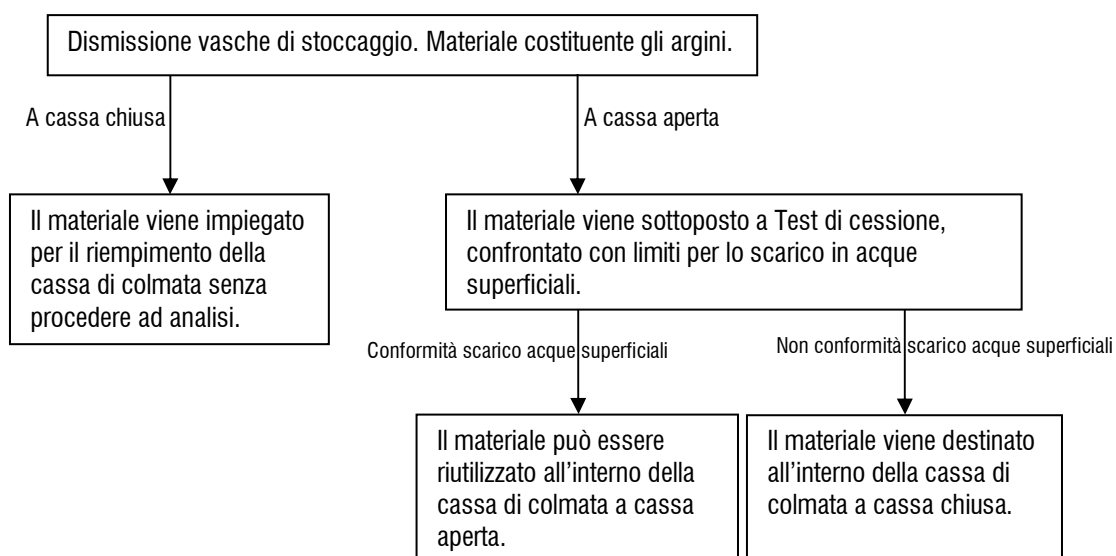 Dismissione vasche di stoccaggio. Materiale costituente gli argini.
A cassa chiusa
A cassa aperta
Il materiale viene impiegato
per il riempimento della
cassa di colmata senza
procedere ad analisi.
Il materiale viene sottoposto a Test di cessione,
confrontato con limiti per lo scarico in acque
superficiali.
Conformità scarico acque superficiali
Non conformità scarico acque superficiali
Il materiale può essere
riutilizzato all’interno della
cassa di colmata a cassa
aperta.
Il materiale viene destinato
all’interno della cassa di
colmata a cassa chiusa.